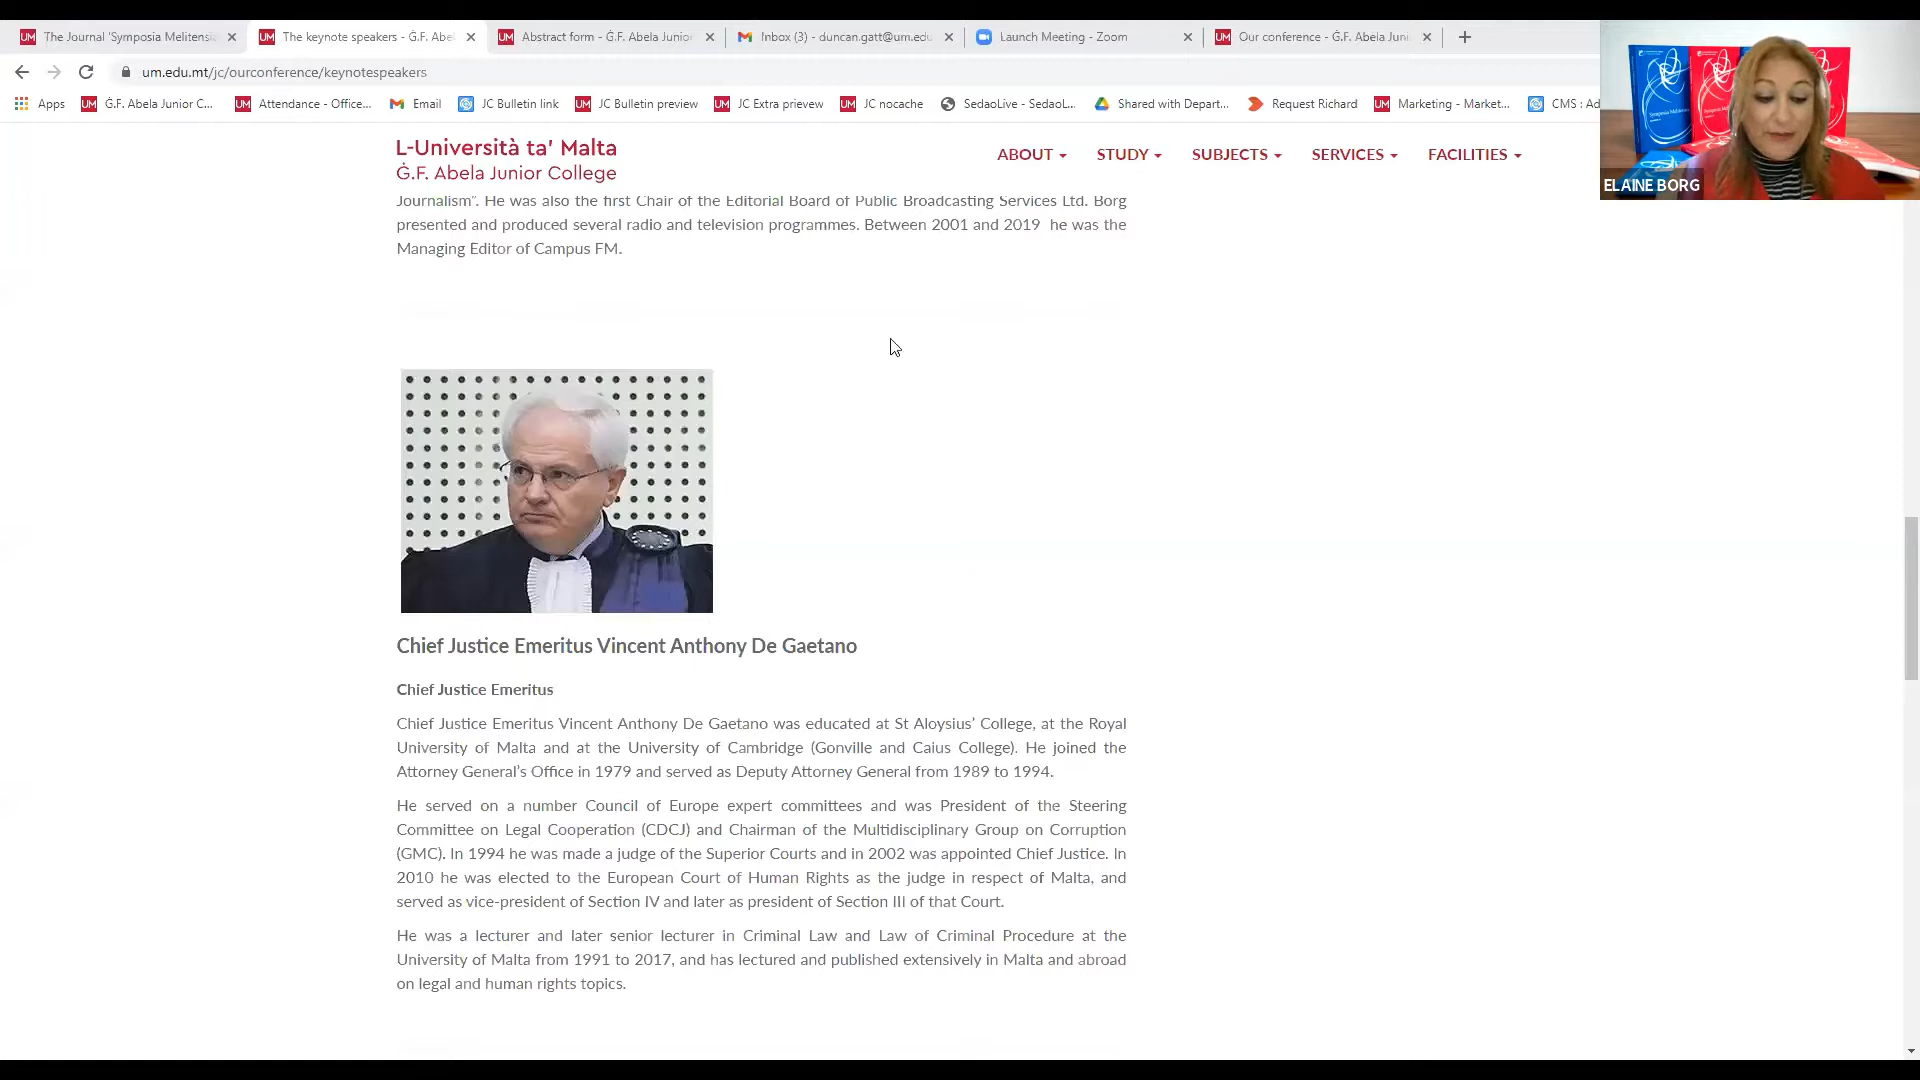 The Journal 'Symposia Melitensi
The keynote speakers - Ġ.F. Abel
Abstract form - Ġ.F. Abela Junior
Inbox (3) - duncan.gatt@um.edu
Launch Meeting - Zoom
Our conference - Ġ.F. Abela Juni
um.edu.mt/jc/ourconference/keynotespeakers
Apps
Ġ.F. Abela Junior C...
Attendance - Office...
Email
JC Bulletin link
JC Bulletin preview
JC Extra prievew
JC nocache
SedaoLive - SedaoL...
Shared with Depart...
Request Richard
Marketing - Market...
CMS : Ad
ELAINE BORG
L-Università ta' Malta
Ġ.F. Abela Junior College
ABOUT
STUDY
SUBJECTS
SERVICES
FACILITIES
Journalism". He was also the first Chair of the Editorial Board of Public Broadcasting Services Ltd. Borg
presented and produced several radio and television programmes. Between 2001 and 2019 he was the
Managing Editor of Campus FM.
Chief Justice Emeritus Vincent Anthony De Gaetano
Chief Justice Emeritus
Chief Justice Emeritus Vincent Anthony De Gaetano was educated at St Aloysius' College, at the Royal
University of Malta and at the University of Cambridge (Gonville and Caius College). He joined the
Attorney General's Office in 1979 and served as Deputy Attorney General from 1989 to 1994.
He served on a number Council of Europe expert committees and was President of the Steering
Committee on Legal Cooperation (CDCJ) and Chairman of the Multidisciplinary Group on Corruption
(GMC). In 1994 he was made a judge of the Superior Courts and in 2002 was appointed Chief Justice. In
2010 he was elected to the European Court of Human Rights as the judge in respect of Malta, and
served as vice-president of Section IV and later as president of Section III of that Court.
He was a lecturer and later senior lecturer in Criminal Law and Law of Criminal Procedure at the
University of Malta from 1991 to 2017, and has lectured and published extensively in Malta and abroad
on legal and human rights topics.